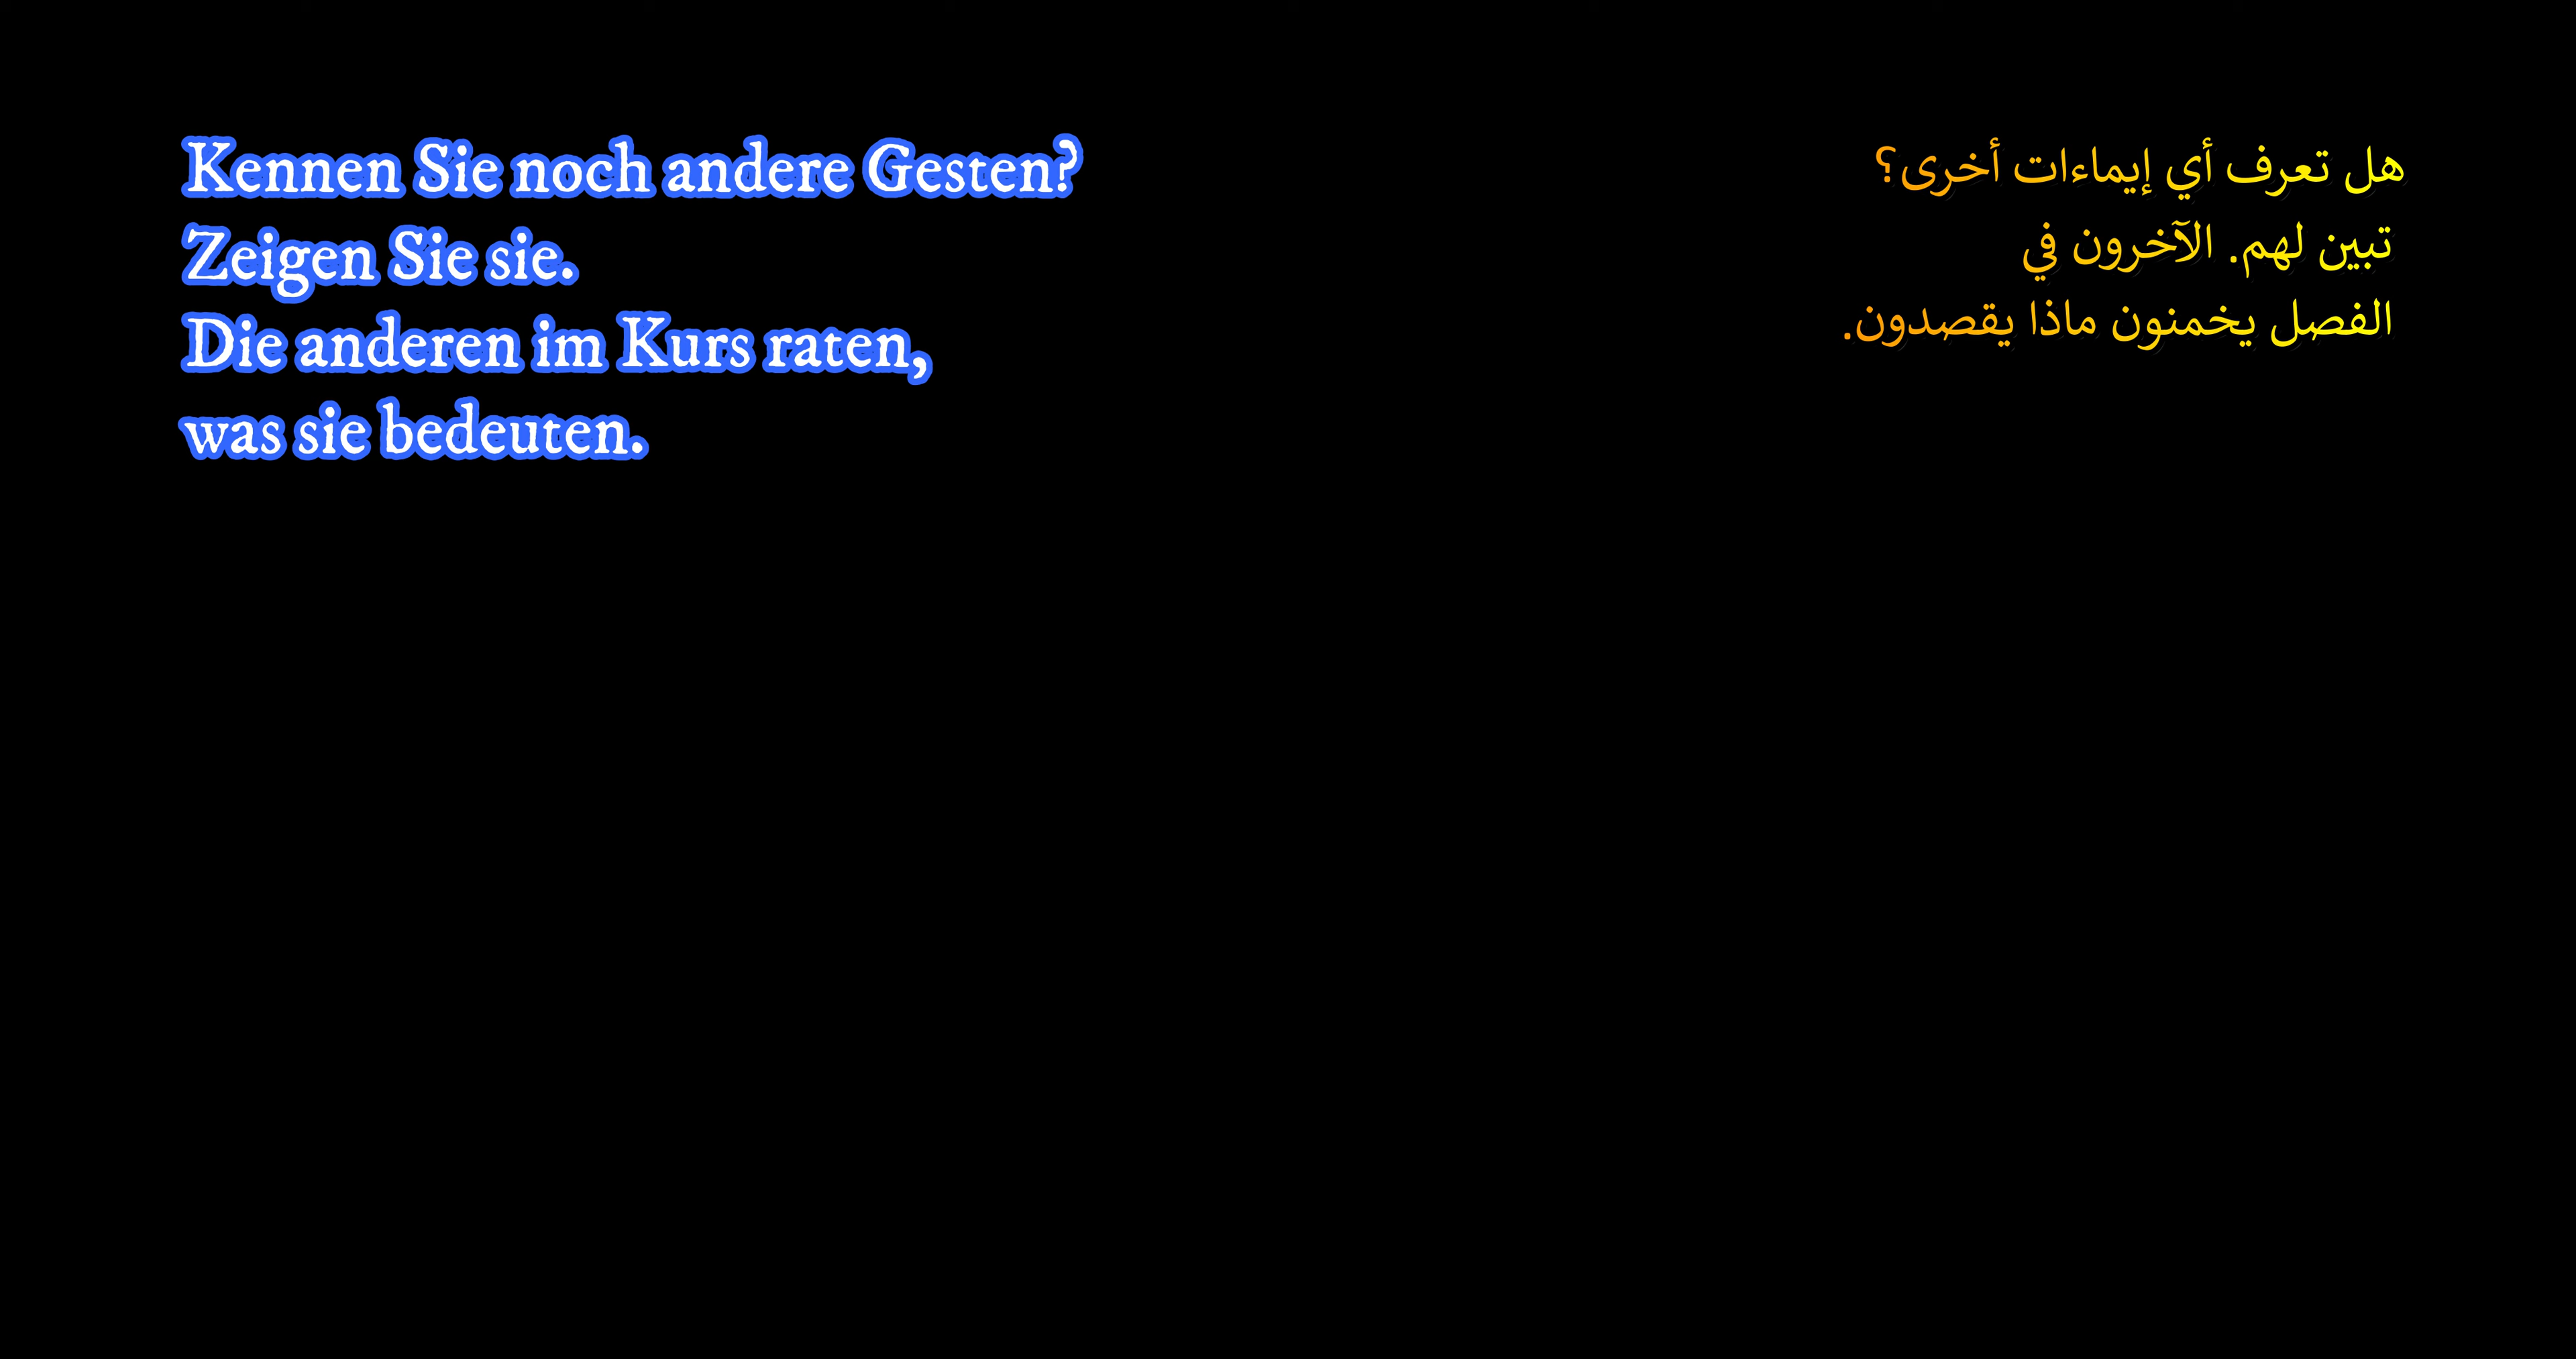 Kennen Sie noch andere Gesten?
Zeigen Sie sie.
Die anderen im Kurs raten,
was sie bedeuten.
هل تعرف أي إيماءات أخرى؟
تبين لهم. الآخرون في
الفصل يخمنون ماذا يقصدون.